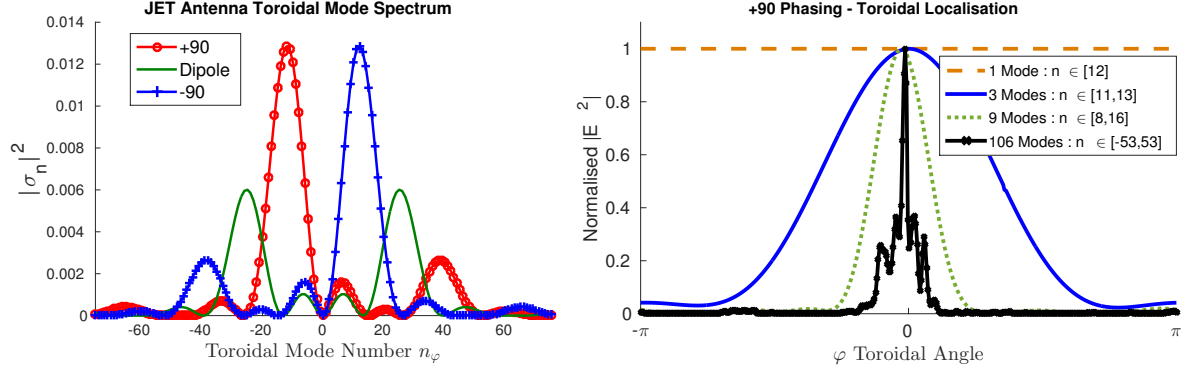 JET Antenna Toroidal Mode Spectrum
0.014
0.012
0.01
0.008
0.006
0.004
0.002
0
|σn|²
+90
Dipole
-90
-60
-40
-20
0
20
40
60
Toroidal Mode Number nφ
+90 Phasing - Toroidal Localisation
1
0.8
0.6
0.4
0.2
0
Normalised |E ²|
1 Mode : n ∈ [12]
3 Modes : n ∈ [11,13]
9 Modes : n ∈ [8,16]
106 Modes : n ∈ [-53,53]
-π
0
π
φ Toroidal Angle